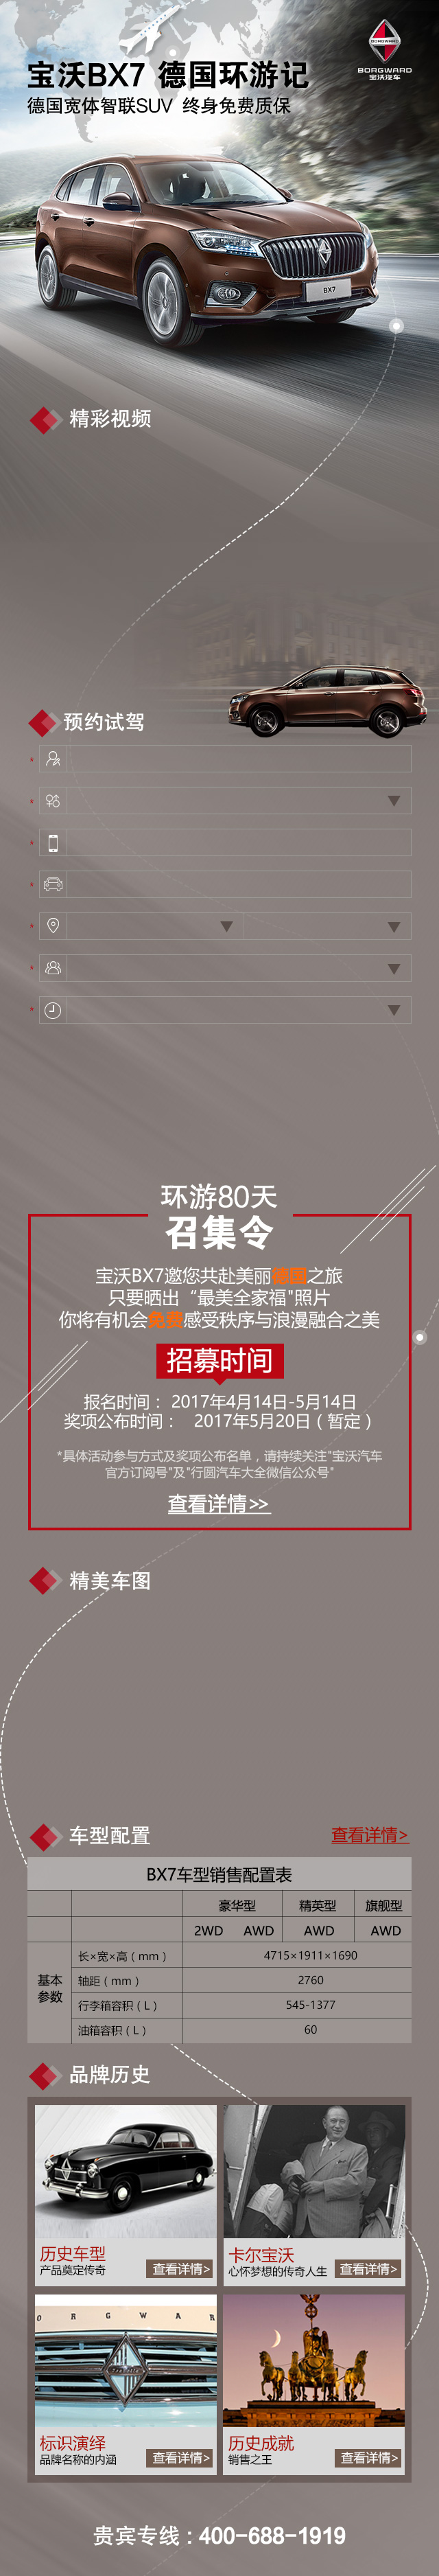 宝沃BX7 德国环游记
德国宽体智联SUV 终身免费质保
BORGWARD
BORGWARD
宝沃汽车
BX7
精彩视频
预约试驾
*
*
*
*
*
*
*
环游80天
召集令
宝沃BX7邀您共赴美丽德国之旅
只要晒出“最美全家福"照片
你将有机会免费感受秩序与浪漫融合之美
招募时间
报名时间： 2017年4月14日-5月14日
奖项公布时间： 2017年5月20日（暂定）
*具体活动参与方式及奖项公布名单，请持续关注"宝沃汽车
官方订阅号"及"行圆汽车大全微信公众号"
查看详情>>
精美车图
车型配置
查看详情>
BX7车型销售配置表
豪华型 精英型 旗舰型
2WD AWD AWD AWD
基本
参数
长×宽×高（mm） 4715×1911×1690
轴距（mm） 2760
行李箱容积（L） 545-1377
油箱容积（L） 60
品牌历史
历史车型
产品奠定传奇
查看详情>
卡尔宝沃
心怀梦想的传奇人生
查看详情>
O R G W A R
标识演绎
品牌名称的内涵
查看详情>
历史成就
销售之王
查看详情>
贵宾专线：400-688-1919